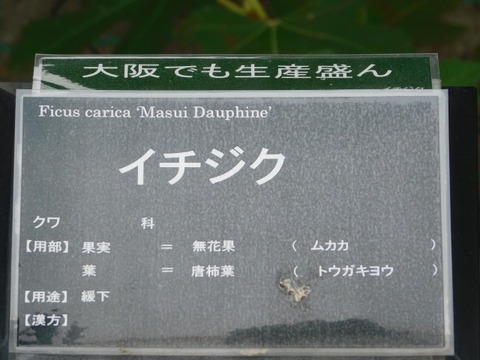 大阪でも生産盛ん
Ficus carica ‘Masui Dauphine’
イチジク
クワ 科
【用部】 果実 ＝ 無花果 （ ムカカ ）
葉 ＝ 唐柿葉 （ トウガキヨウ ）
【用途】 緩下
【漢方】